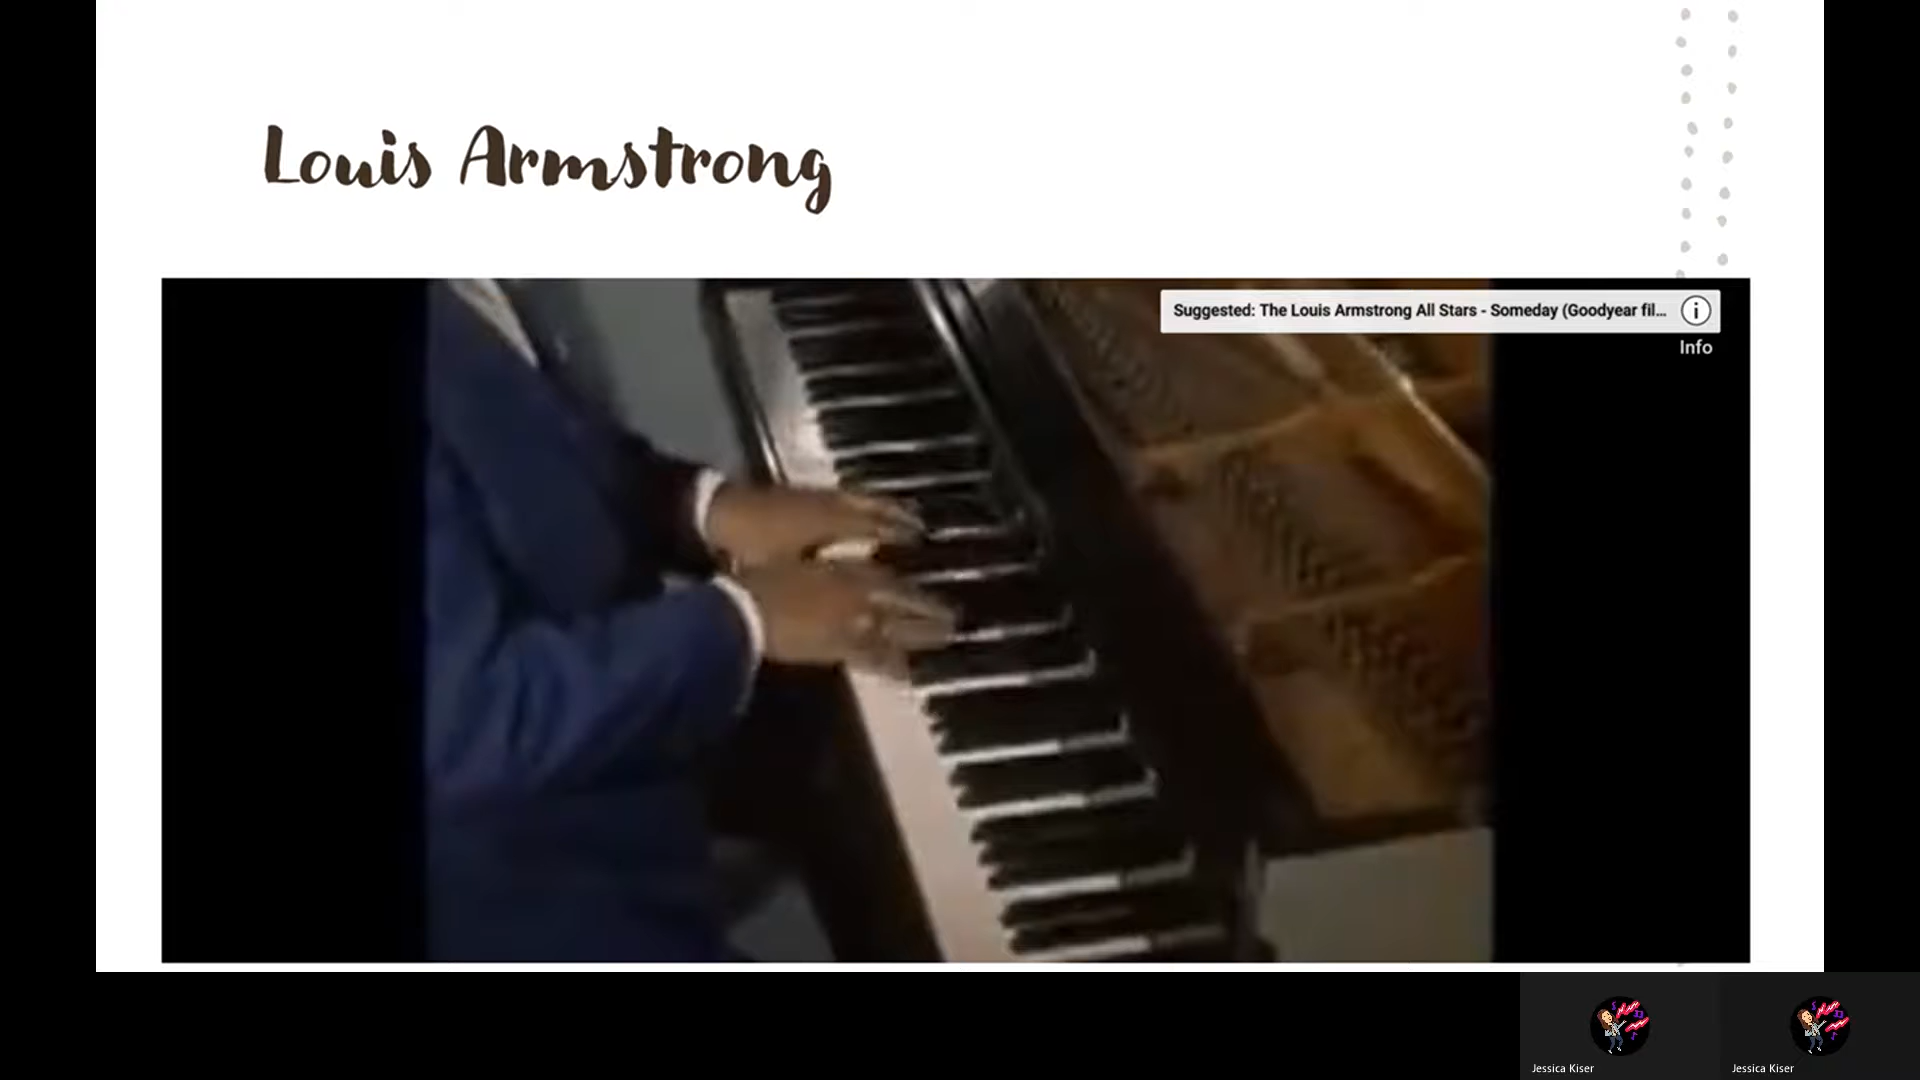 Louis Armstrong
Suggested: The Louis Armstrong All Stars - Someday (Goodyear fil...
Info
Jessica Kiser
Jessica Kiser